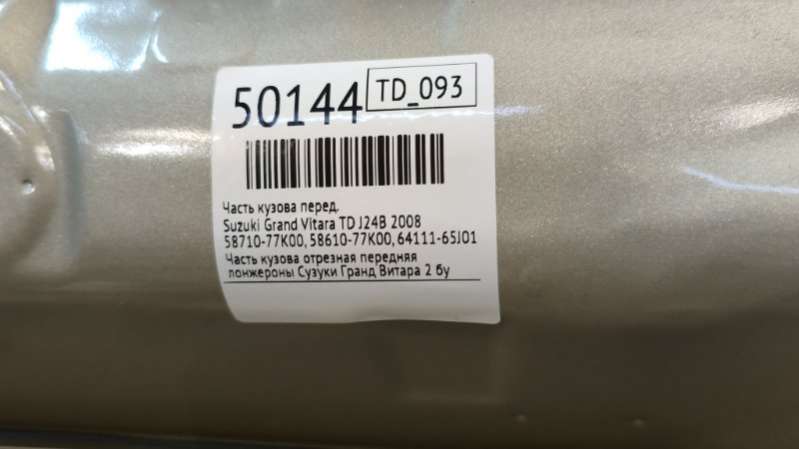 50144 TD_093
Часть кузова перед.
Suzuki Grand Vitara TD J24B 2008
58710-77K00, 58610-77K00, 64111-65J01
Часть кузова отрезная передняя
лонжероны Сузуки Гранд Витара 2 бу